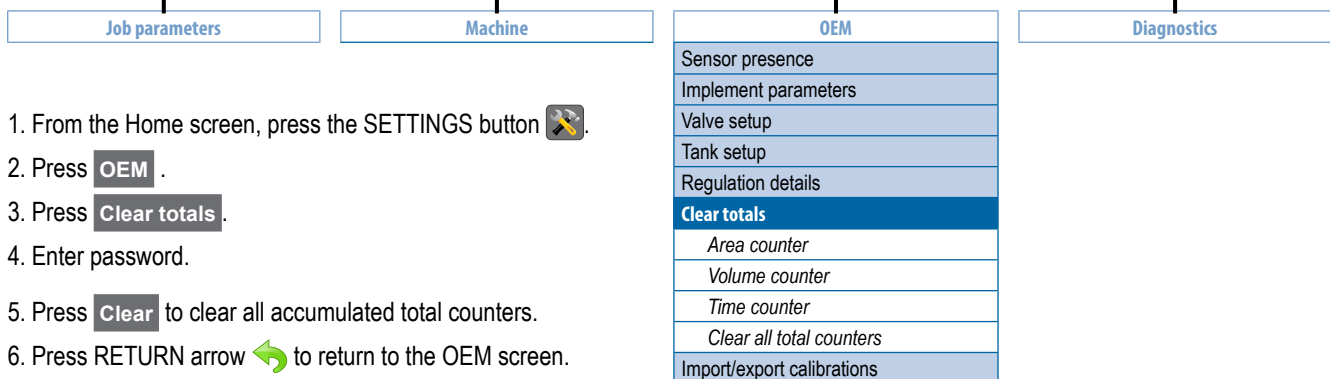 Job parameters
Machine
OEM
Diagnostics
1. From the Home screen, press the SETTINGS button .
2. Press OEM .
3. Press Clear totals .
4. Enter password.
5. Press Clear to clear all accumulated total counters.
6. Press RETURN arrow to return to the OEM screen.
Sensor presence
Implement parameters
Valve setup
Tank setup
Regulation details
Clear totals
Area counter
Volume counter
Time counter
Clear all total counters
Import/export calibrations